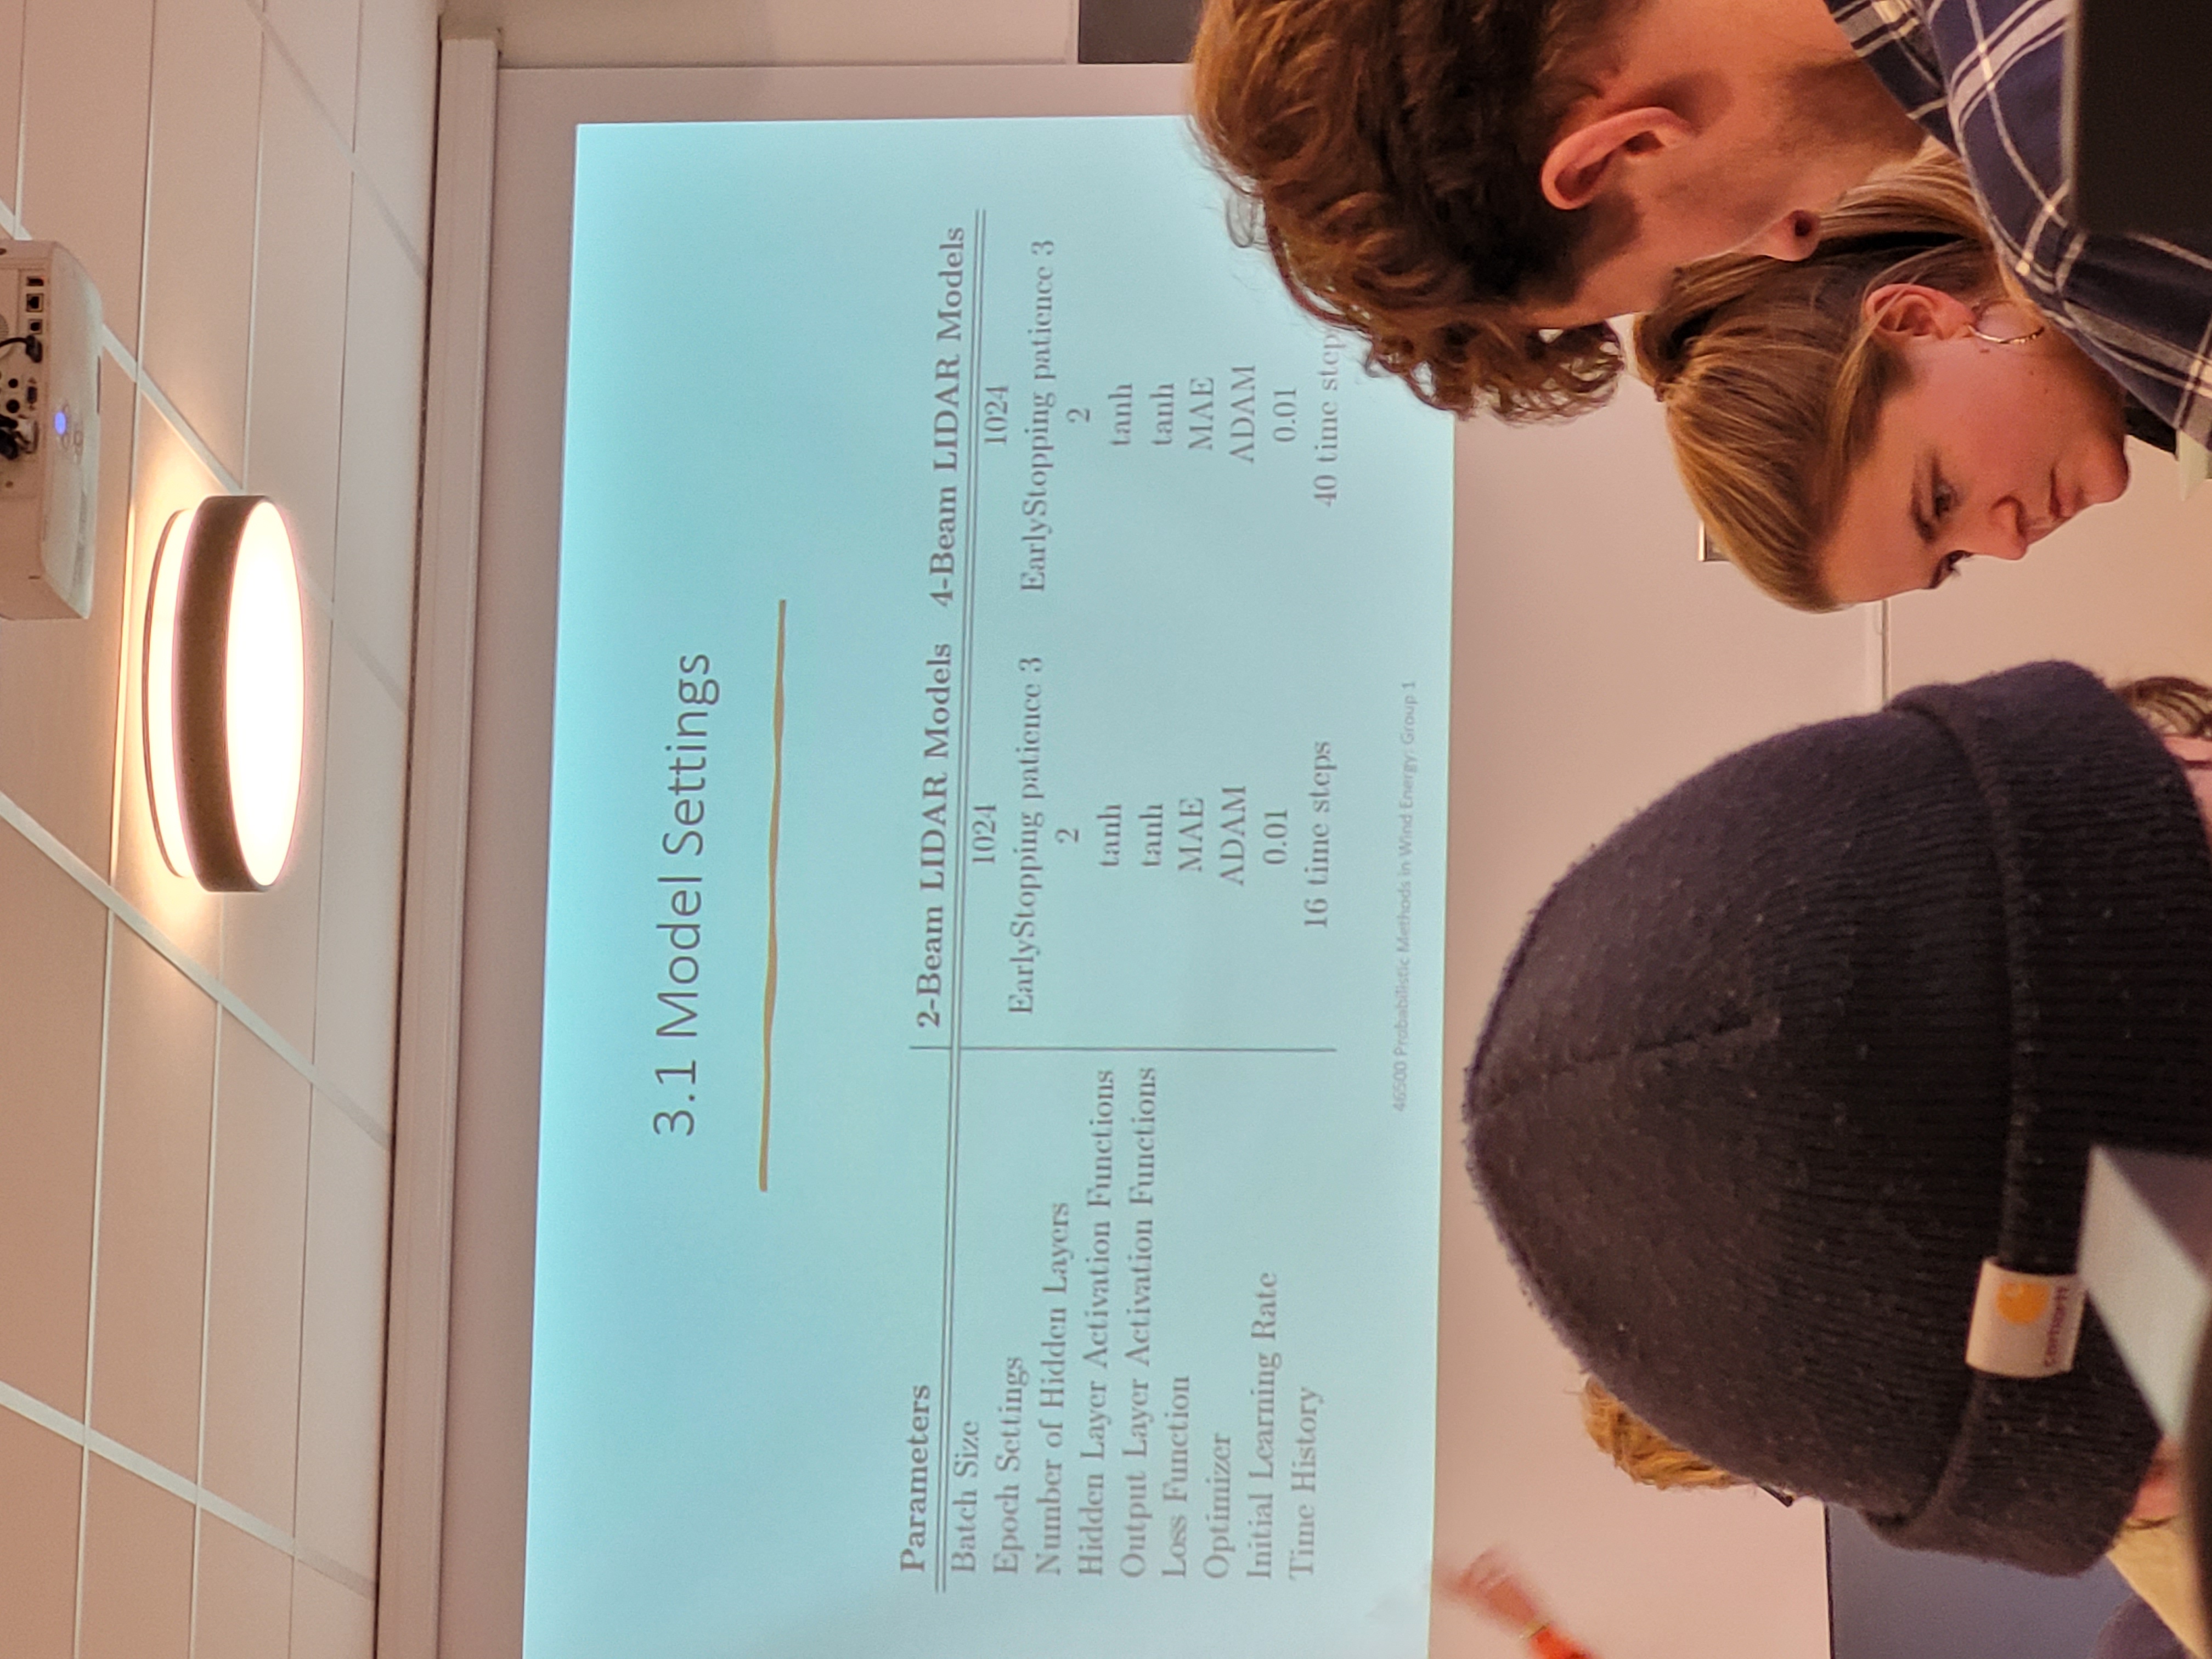 3.1 Model Settings
Parameters 2-Beam LIDAR Models 4-Beam LIDAR Models
Batch Size 1024 1024
Epoch Settings EarlyStopping patience 3 EarlyStopping patience 3
Number of Hidden Layers 2 2
Hidden Layer Activation Functions tanh tanh
Output Layer Activation Functions tanh tanh
Loss Function MAE MAE
Optimizer ADAM ADAM
Initial Learning Rate 0.01 0.01
Time History 16 time steps 40 time step
46500 Probabilistic Methods in Wind Energy: Group 1
carhartt